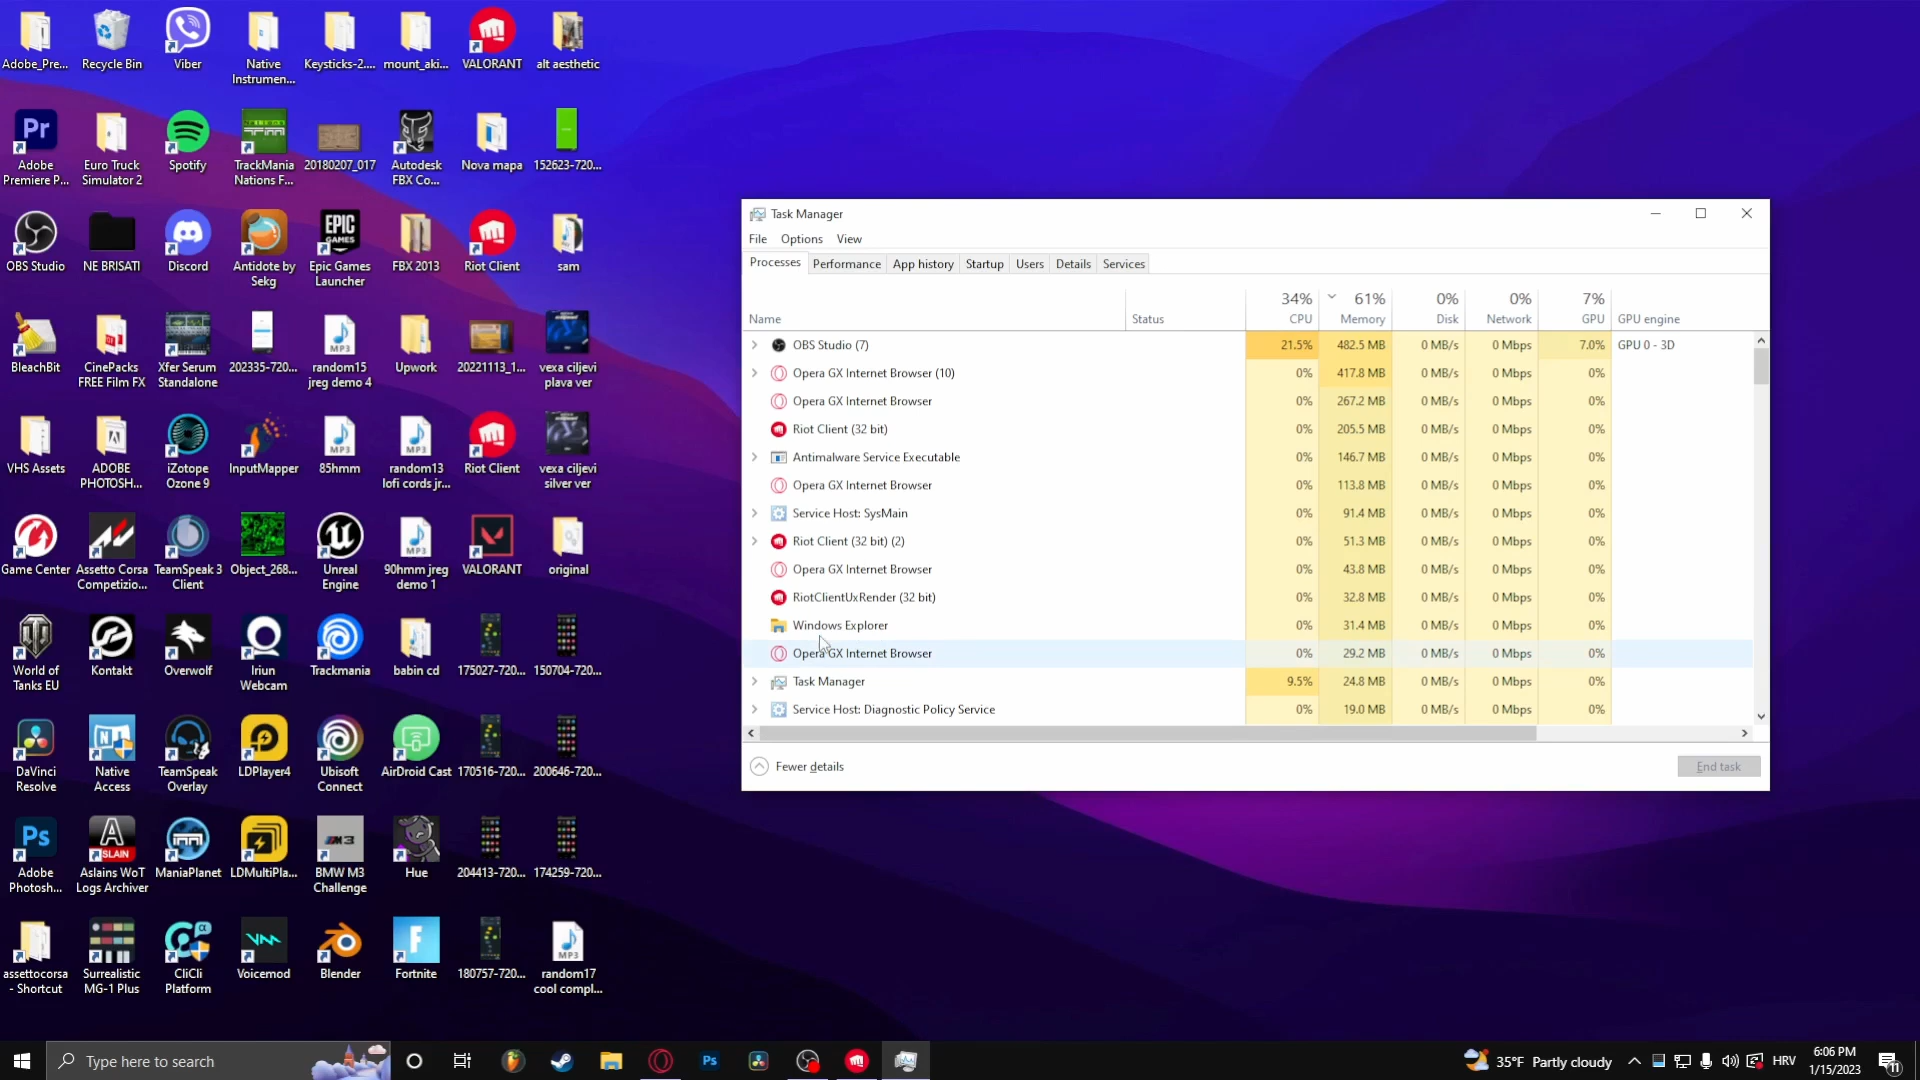 Adobe_Pre...
Recycle Bin
Viber
Native
Instrumen...
Keysticks-2....
mount_aki...
VALORANT
alt aesthetic
Adobe
Premiere P...
Euro Truck
Simulator 2
Spotify
TrackMania
Nations F...
20180207_017
Autodesk
FBX Co...
Nova mapa
152623-720...
OBS Studio
NE BRISATI
Discord
Antidote by
Sekg
EPIC
GAMES
Epic Games
Launcher
FBX 2013
Riot Client
sam
BleachBit
CinePacks
FREE Film FX
Xfer Serum
Standalone
202335-720...
MP3
random15
jreg demo 4
Upwork
20221113_1...
vexa ciljevi
plava ver
VHS Assets
ADOBE
PHOTOSH...
iZotope
Ozone 9
InputMapper
MP3
85hmm
MP3
random13
lofi cords jr...
Riot Client
vexa ciljevi
silver ver
Game Center
Assetto Corsa
Competizio...
TeamSpeak 3
Client
Object_268...
Unreal
Engine
MP3
90hmm jreg
demo 1
VALORANT
original
World of
Tanks EU
Kontakt
Overwolf
Iriun
Webcam
Trackmania
babin cd
175027-720...
150704-720...
DaVinci
Resolve
Native
Access
TeamSpeak
Overlay
LDPlayer4
Ubisoft
Connect
AirDroid Cast
170516-720...
200646-720...
Ps
Adobe
Photosh...
ASLAIN
Aslains WoT
Logs Archiver
ManiaPlanet
LDMultiPla...
BMW M3
Challenge
Hue
204413-720...
174259-720...
assettocorsa
- Shortcut
Surrealistic
MG-1 Plus
CliCli
Platform
Voicemod
Blender
Fortnite
180757-720...
MP3
random17
cool compl...
Pr
Task Manager
File Options View
Processes Performance App history Startup Users Details Services
34% 61% 0% 0% 7%
Name Status CPU Memory Disk Network GPU GPU engine
OBS Studio (7) 21.5% 482.5 MB 0 MB/s 0 Mbps 7.0% GPU 0 - 3D
Opera GX Internet Browser (10) 0% 417.8 MB 0 MB/s 0 Mbps 0%
Opera GX Internet Browser 0% 267.2 MB 0 MB/s 0 Mbps 0%
Riot Client (32 bit) 0% 205.5 MB 0 MB/s 0 Mbps 0%
Antimalware Service Executable 0% 146.7 MB 0 MB/s 0 Mbps 0%
Opera GX Internet Browser 0% 113.8 MB 0 MB/s 0 Mbps 0%
Service Host: SysMain 0% 91.4 MB 0 MB/s 0 Mbps 0%
Riot Client (32 bit) (2) 0% 51.3 MB 0 MB/s 0 Mbps 0%
Opera GX Internet Browser 0% 43.8 MB 0 MB/s 0 Mbps 0%
RiotClientUxRender (32 bit) 0% 32.8 MB 0 MB/s 0 Mbps 0%
Windows Explorer 0% 31.4 MB 0 MB/s 0 Mbps 0%
Opera GX Internet Browser 0% 29.2 MB 0 MB/s 0 Mbps 0%
Task Manager 9.5% 24.8 MB 0 MB/s 0 Mbps 0%
Service Host: Diagnostic Policy Service 0% 19.0 MB 0 MB/s 0 Mbps 0%
Fewer details
End task
Type here to search
Ps
35°F Partly cloudy
HRV
6:06 PM
1/15/2023
11